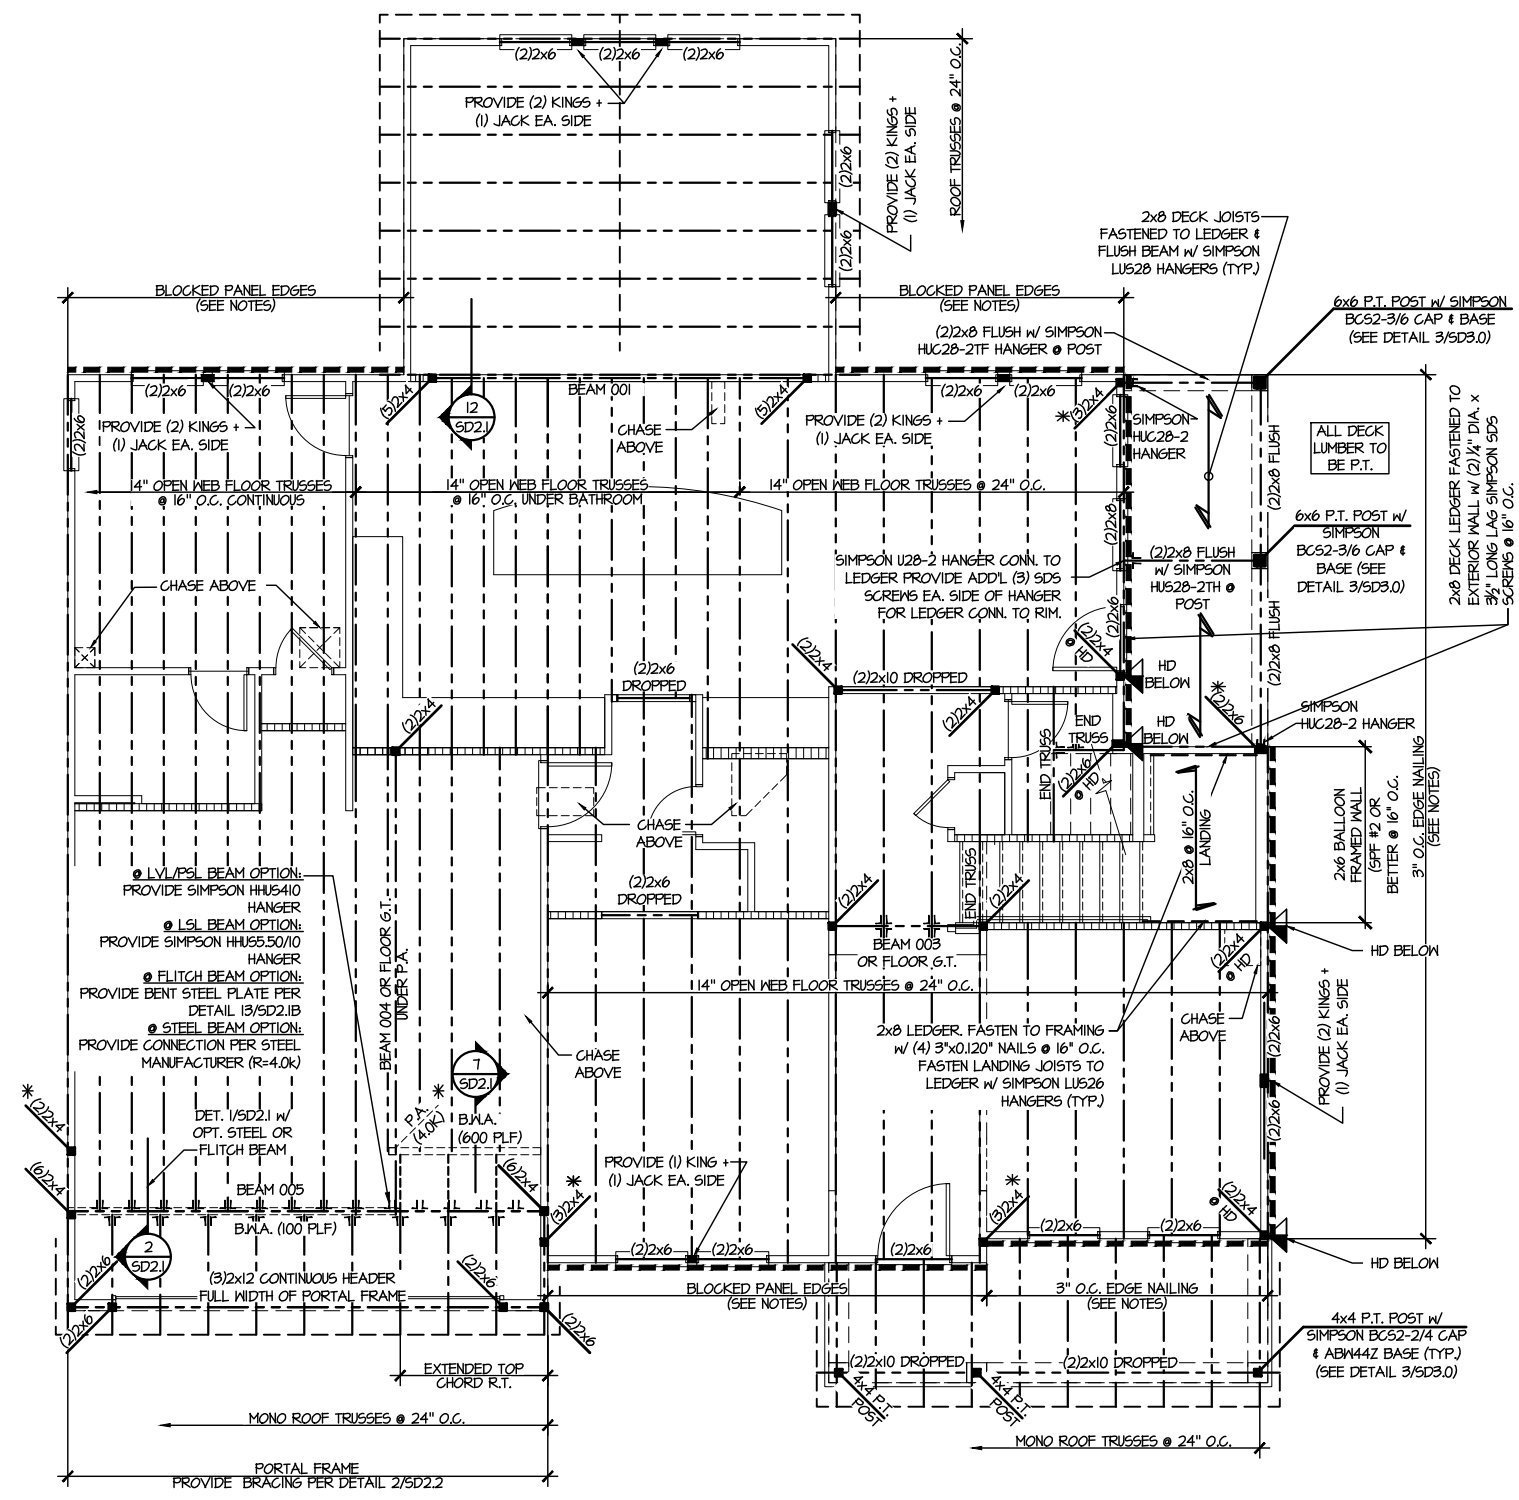 (2)2x6
(2)2x6
(2)2x6
PROVIDE (2) KINGS +
(1) JACK EA. SIDE
(2)2x6
(2)2x6
PROVIDE (2) KINGS +
(1) JACK EA. SIDE
ROOF TRUSSES @ 24" O.C.
2x8 DECK JOISTS
FASTENED TO LEDGER &
FLUSH BEAM W/ SIMPSON
LUS28 HANGERS (TYP.)
BLOCKED PANEL EDGES
(SEE NOTES)
BLOCKED PANEL EDGES
(SEE NOTES)
6x6 P.T. POST W/ SIMPSON
BCS2-3/6 CAP & BASE
(SEE DETAIL 3/SD3.0)
(2)2x8 FLUSH W/ SIMPSON
HUC28-2TF HANGER @ POST
(2)2x6
(2)2x6
(2)2x6
PROVIDE (2) KINGS +
(1) JACK EA. SIDE
(5)2x4
12
SD2.1
BEAM 001
(5)2x4
CHASE
ABOVE
(2)2x6
(2)2x6
PROVIDE (2) KINGS +
(1) JACK EA. SIDE
*
(3)2x4
(2)2x6
SIMPSON
HUC28-2
HANGER
(2)2x8 FLUSH
ALL DECK
LUMBER TO
BE P.T.
2x8 DECK LEDGER FASTENED TO
EXTERIOR WALL W/ (2) 1/4" DIA. x
3½" LONG LAG SIMPSON SDS
SCREWS @ 16" O.C.
14" OPEN WEB FLOOR TRUSSES
@ 16" O.C. CONTINUOUS
14" OPEN WEB FLOOR TRUSSES
@ 16" O.C. UNDER BATHROOM
14" OPEN WEB FLOOR TRUSSES @ 24" O.C.
(2)2x8
6x6 P.T. POST W/
SIMPSON
BCS2-3/6 CAP &
BASE (SEE
DETAIL 3/SD3.0)
SIMPSON U28-2 HANGER CONN. TO
LEDGER PROVIDE ADD'L (3) SDS
SCREWS EA. SIDE OF HANGER
FOR LEDGER CONN. TO RIM.
(2)2x8 FLUSH
W/ SIMPSON
HUS28-2TH @
POST
CHASE ABOVE
(2)2x6
(2)2x8 FLUSH
(2)2x4
@ HD
(2)2x4
(2)2x6
DROPPED
(2)2x10 DROPPED
HD
BELOW
*
(2)2x6
SIMPSON
HUC28-2 HANGER
(2)2x4
(2)2x4
END
TRUSS
HD
BELOW
END TRUSS
(2)2x6
@ HD
3" O.C. EDGE NAILING
(SEE NOTES)
2x6 BALLOON
FRAMED WALL
(SPF #2 OR
BETTER @ 16" O.C.
2x8 @ 16" O.C.
LANDING
CHASE
ABOVE
END TRUSS
(2)2x6
DROPPED
(2)2x4
(2)2x4
@ LVL/PSL BEAM OPTION:
PROVIDE SIMPSON HHUS410
HANGER
@ LSL BEAM OPTION:
PROVIDE SIMPSON HHUS5.50/10
HANGER
@ FLITCH BEAM OPTION:
PROVIDE BENT STEEL PLATE PER
DETAIL 13/SD2.1B
@ STEEL BEAM OPTION:
PROVIDE CONNECTION PER STEEL
MANUFACTURER (R=4.0k)
BEAM 004 OR FLOOR G.T.
UNDER P.A.
BEAM 003
OR FLOOR G.T.
(2)2x4
@ HD
HD BELOW
14" OPEN WEB FLOOR TRUSSES @ 24" O.C.
2x8 LEDGER. FASTEN TO FRAMING
W/ (4) 3"x0.120" NAILS @ 16" O.C.
FASTEN LANDING JOISTS TO
LEDGER W/ SIMPSON LUS26
HANGERS (TYP.)
CHASE
ABOVE
(2)2x6
PROVIDE (2) KINGS +
(1) JACK EA. SIDE
(2)2x6
CHASE
ABOVE
7
SD2.1
*
(2)2x4
DET. 1/SD2.1 W/
OPT. STEEL OR
FLITCH BEAM
*
P.A.
(4.0K)
B.W.A.
(600 PLF)
(6)2x4
(6)2x4
*
(3)2x4
PROVIDE (1) KING +
(1) JACK EA. SIDE
*
(3)2x4
(2)2x4
@ HD
BEAM 005
B.W.A. (100 PLF)
2
SD2.1
(2)2x6
(2)2x6
(2)2x6
(2)2x6
(2)2x6
(2)2x6
(2)2x6
(3)2x12 CONTINUOUS HEADER
FULL WIDTH OF PORTAL FRAME
(2)2x6
(2)2x6
HD BELOW
BLOCKED PANEL EDGES
(SEE NOTES)
3" O.C. EDGE NAILING
(SEE NOTES)
4x4 P.T. POST W/
SIMPSON BCS2-2/4 CAP
& ABW44Z BASE (TYP.)
(SEE DETAIL 3/SD3.0)
(2)2x10 DROPPED
(2)2x10 DROPPED
EXTENDED TOP
CHORD R.T.
4x4 P.T.
POST
4x4 P.T.
POST
MONO ROOF TRUSSES @ 24" O.C.
MONO ROOF TRUSSES @ 24" O.C.
PORTAL FRAME
PROVIDE BRACING PER DETAIL 2/SD2.2